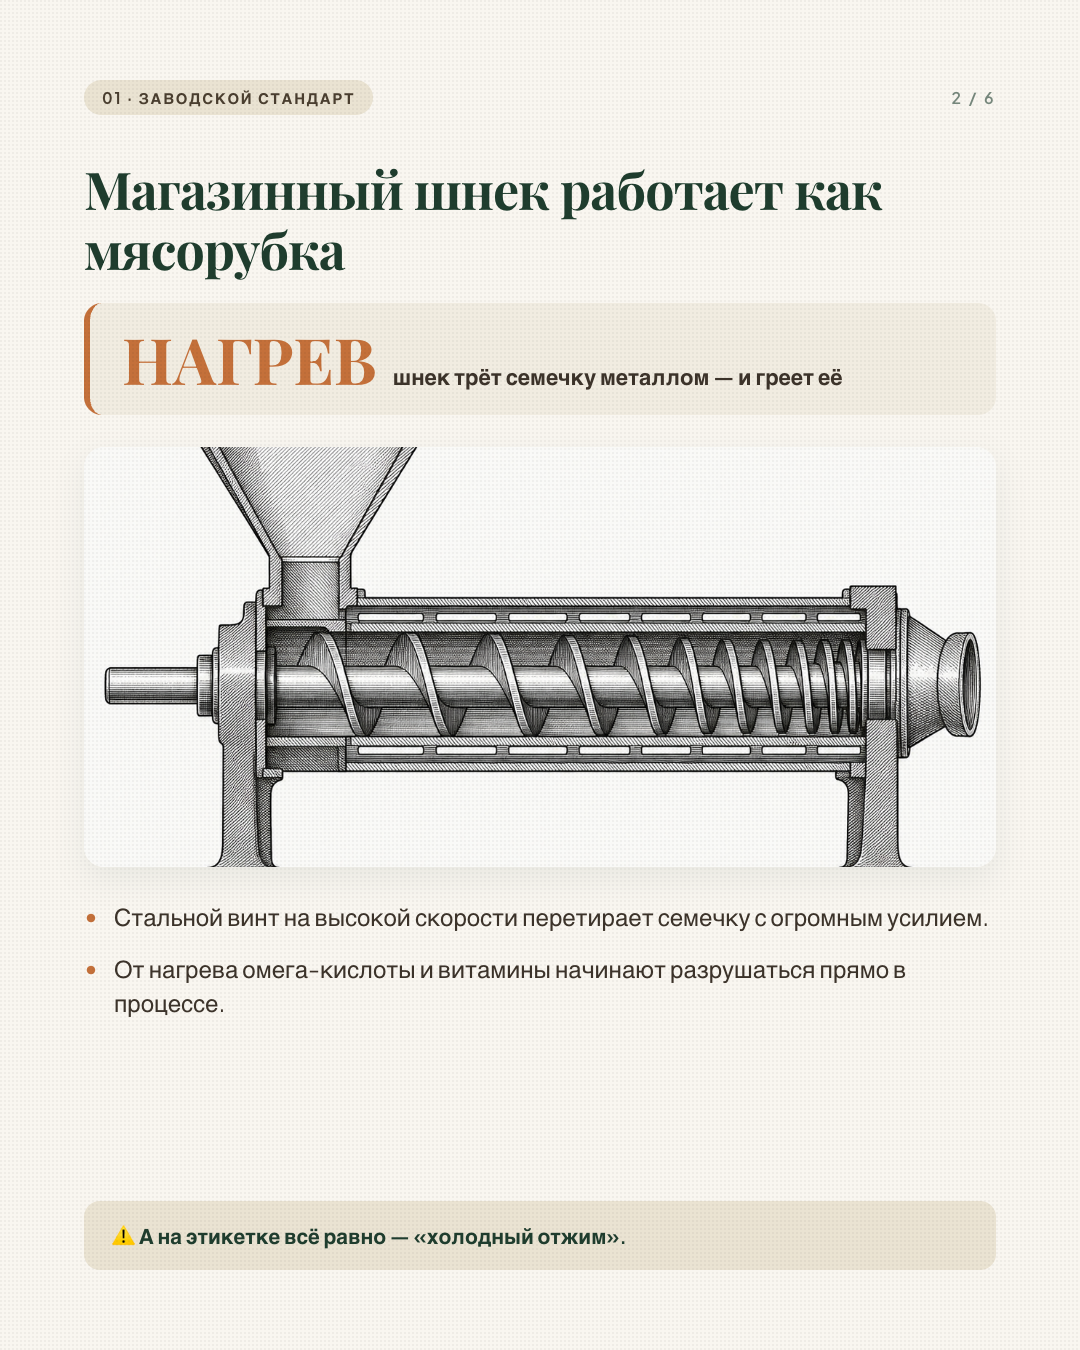 01 · ЗАВОДСКОЙ СТАНДАРТ
2 / 6
Магазинный шнек работает как
мясорубка
НАГРЕВ шнек трёт семечку металлом — и греет её
Стальной винт на высокой скорости перетирает семечку с огромным усилием.
От нагрева омега-кислоты и витамины начинают разрушаться прямо в
процессе.
⚠️ А на этикетке всё равно — «холодный отжим».